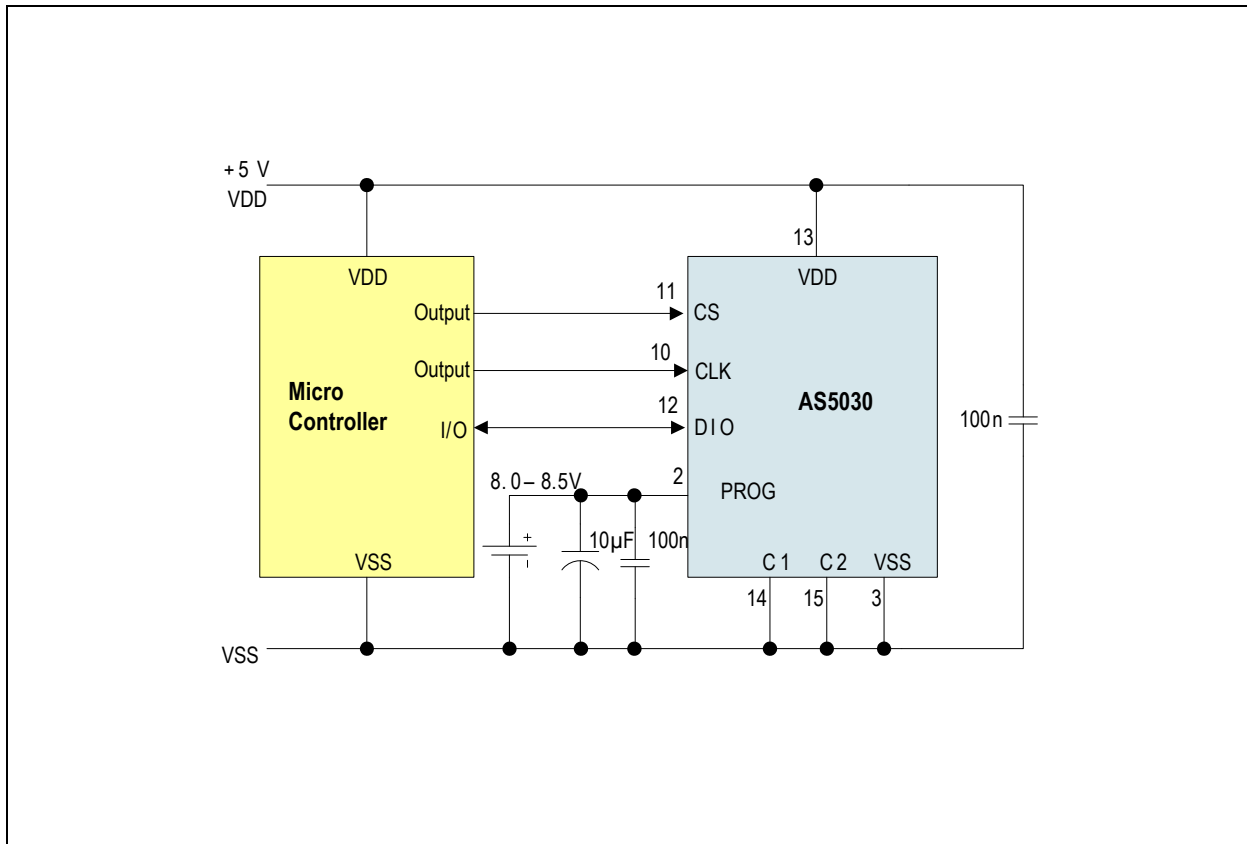 +5 V
VDD
13
VDD
VDD
11
Output
CS
10
Output
CLK
Micro
Controller
AS5030
12
I/O
DIO
100n
8.0– 8.5V
2
PROG
+
10µF
100n
-
VSS
C1
C2
VSS
14
15
3
VSS